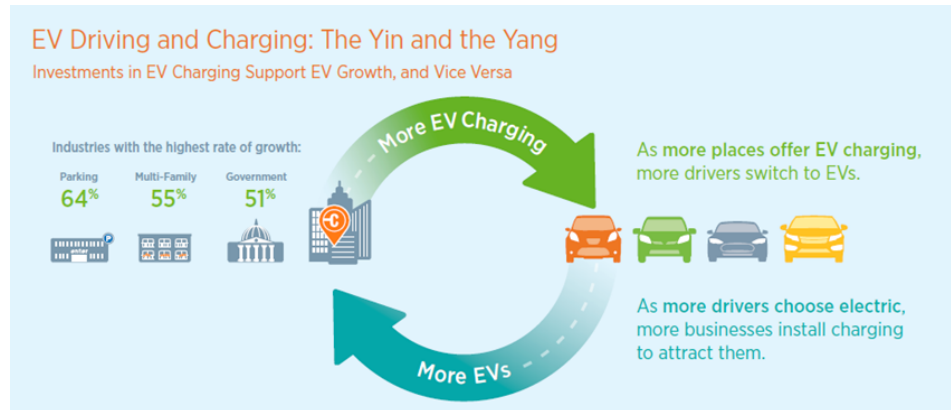 EV Driving and Charging: The Yin and the Yang
Investments in EV Charging Support EV Growth, and Vice Versa
Industries with the highest rate of growth:
Parking
64%
Multi-Family
55%
Government
51%
P
C
More EV Charging
As more places offer EV charging,
more drivers switch to EVs.
As more drivers choose electric,
more businesses install charging
to attract them.
More EVs